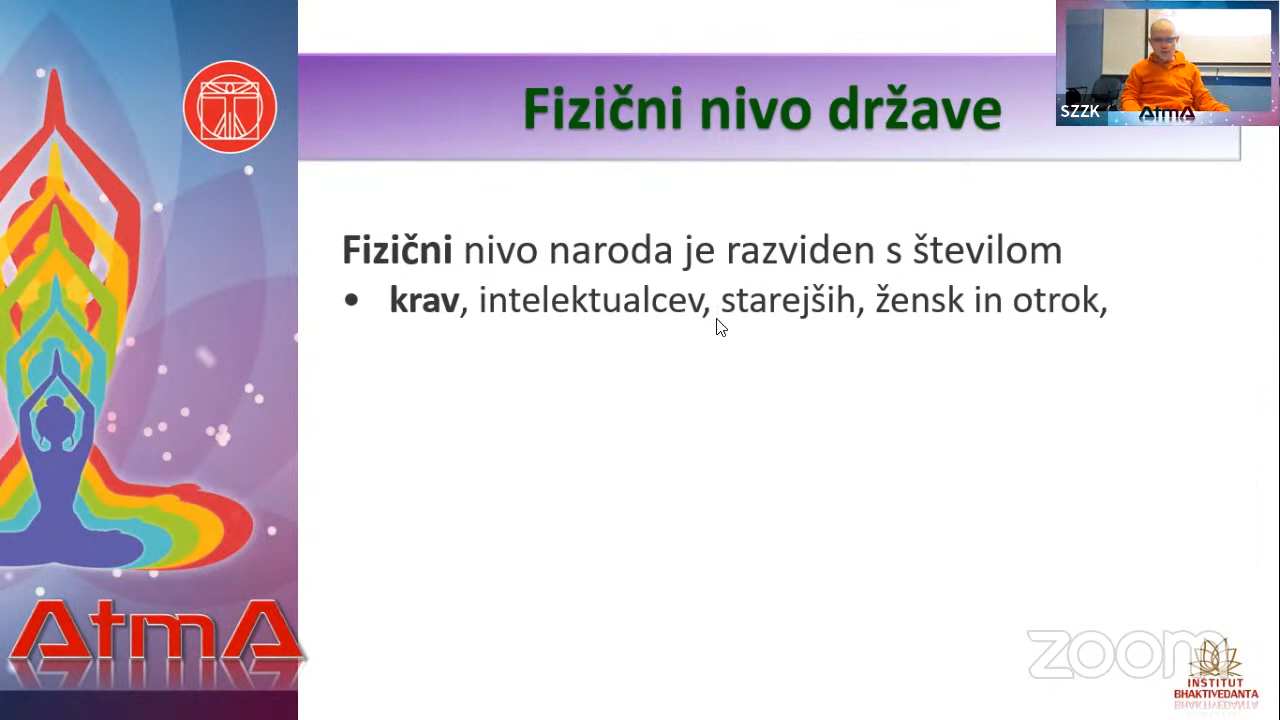 Fizični nivo države
SZZK
AtmA
Fizični nivo naroda je razviden s številom
• krav, intelektualcev, starejših, žensk in otrok,
AtmA
zoom
INSTITUT
BHAKTIVEDANTA